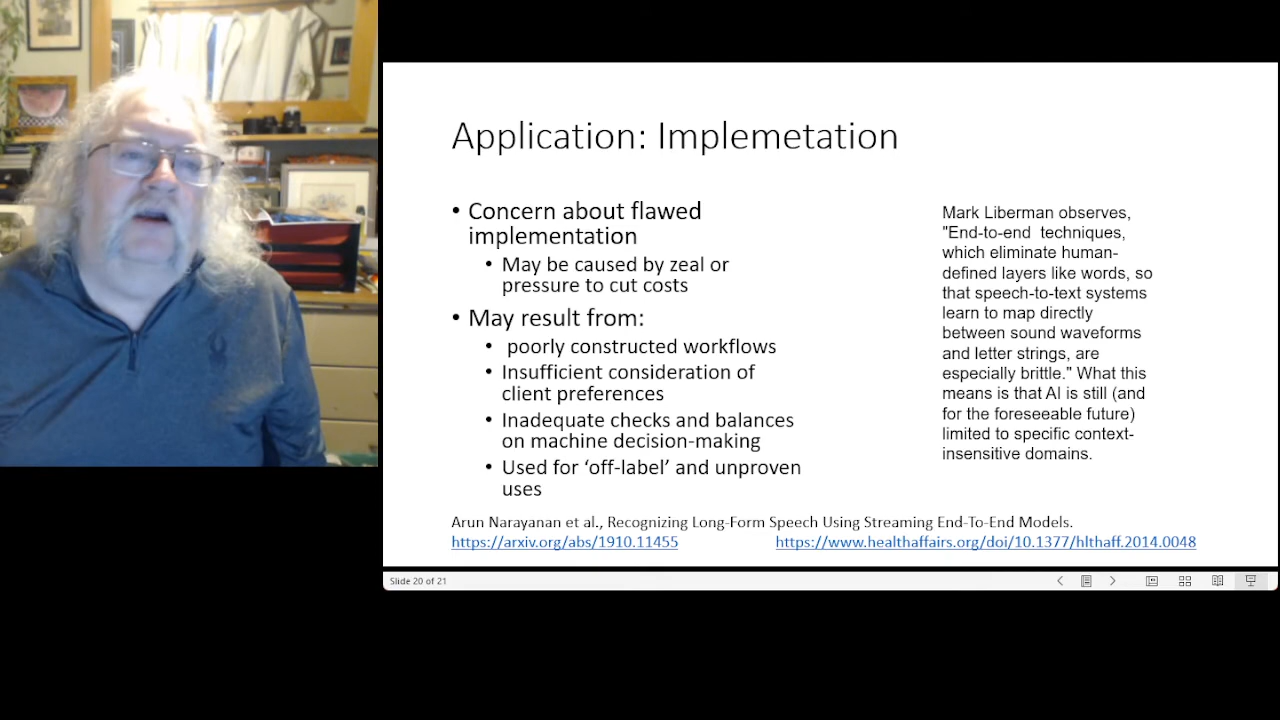 Application: Implemetation
• Concern about flawed
implementation
• May be caused by zeal or
pressure to cut costs
• May result from:
• poorly constructed workflows
• Insufficient consideration of
client preferences
• Inadequate checks and balances
on machine decision-making
• Used for ‘off-label’ and unproven
uses
Mark Liberman observes,
"End-to-end techniques,
which eliminate human-
defined layers like words, so
that speech-to-text systems
learn to map directly
between sound waveforms
and letter strings, are
especially brittle." What this
means is that AI is still (and
for the foreseeable future)
limited to specific context-
insensitive domains.
Arun Narayanan et al., Recognizing Long-Form Speech Using Streaming End-To-End Models.
https://arxiv.org/abs/1910.11455 https://www.healthaffairs.org/doi/10.1377/hlthaff.2014.0048
Slide 20 of 21